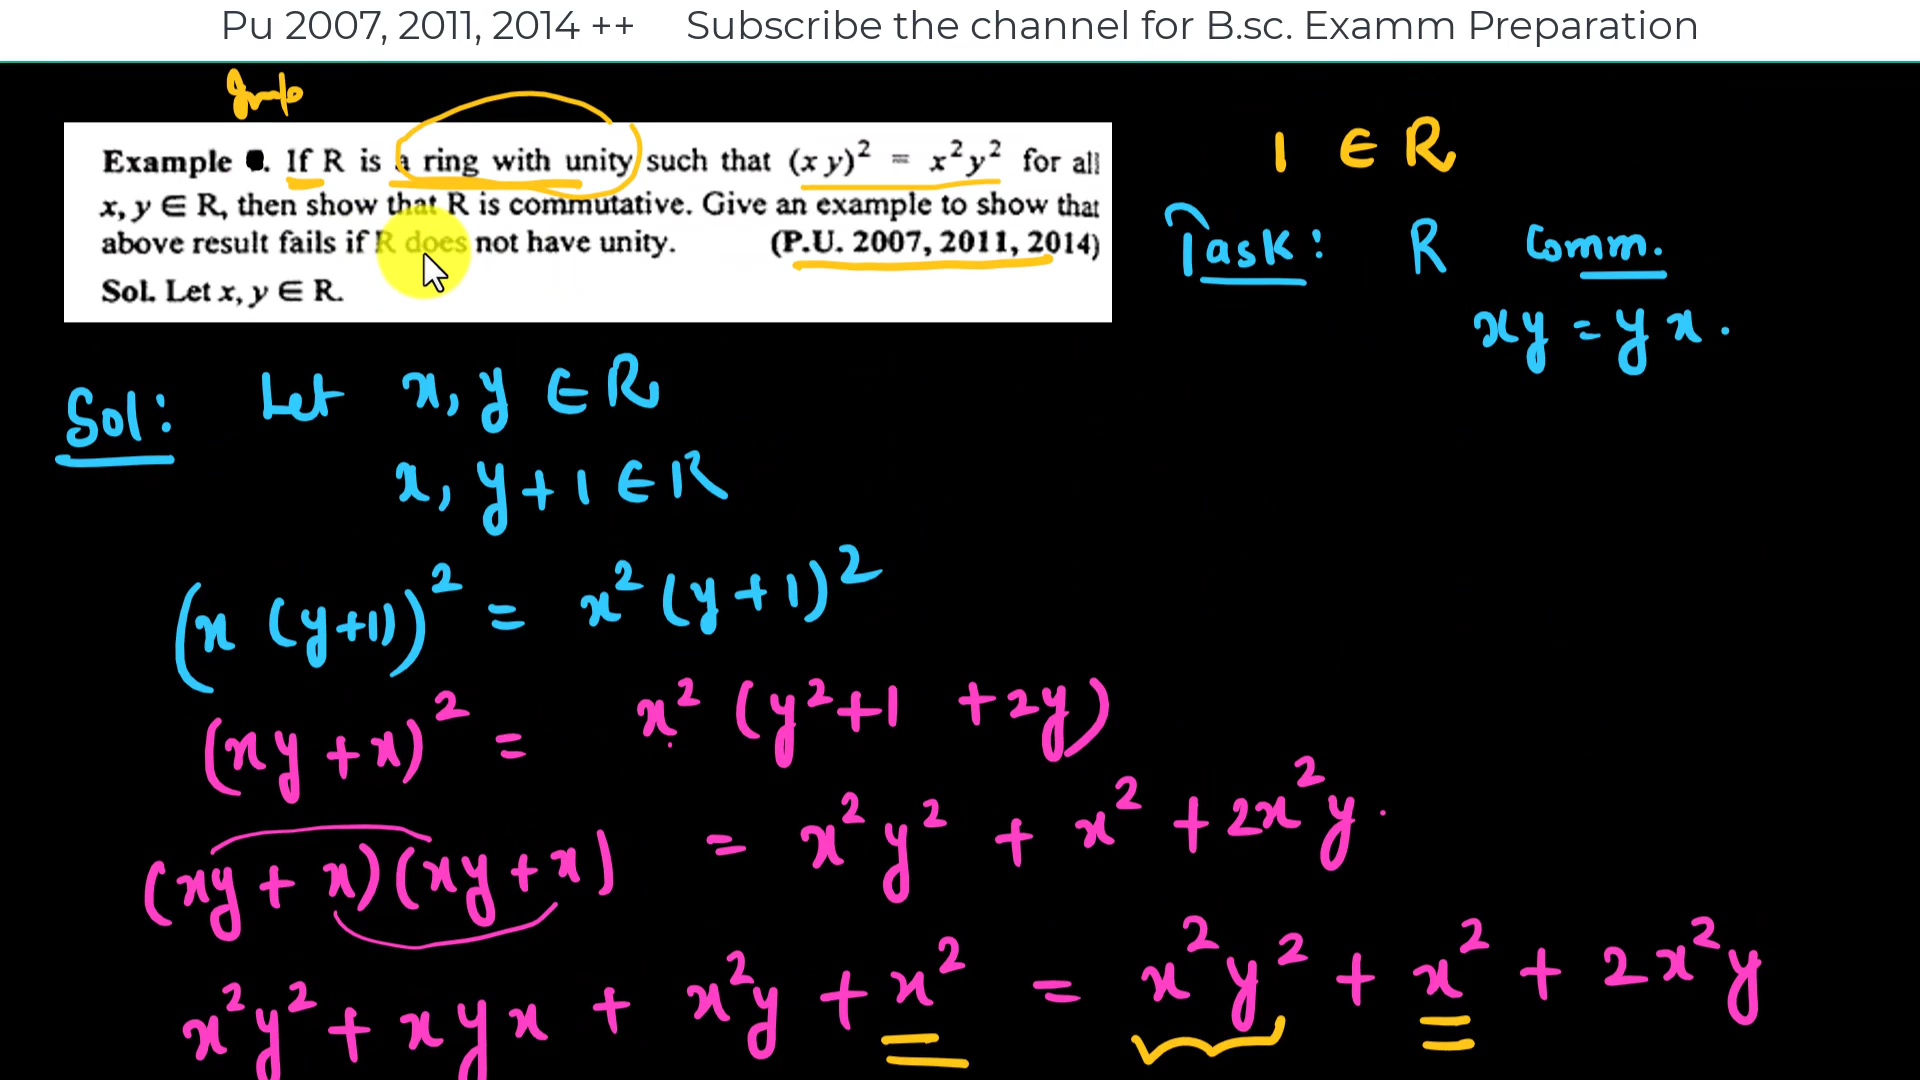 Pu 2007, 2011, 2014 ++ Subscribe the channel for B.sc. Examm Preparation
Example . If R is a ring with unity such that (x y)² = x²y² for all
x, y ∈ R, then show that R is commutative. Give an example to show that
above result fails if R does not have unity. (P.U. 2007, 2011, 2014)
Sol. Let x, y ∈ R.
1 ∈ R
Task: R Comm.
xy = yx.
Sol: Let x, y ∈ R
x, y+1 ∈ R
(x (y+1))² = x² (y+1)²
(xy + x)² = x² (y²+1 +2y)
(xy + x)(xy + x) = x²y² + x² + 2x²y.
x²y² + xyx + x²y + x² = x²y² + x² + 2x²y